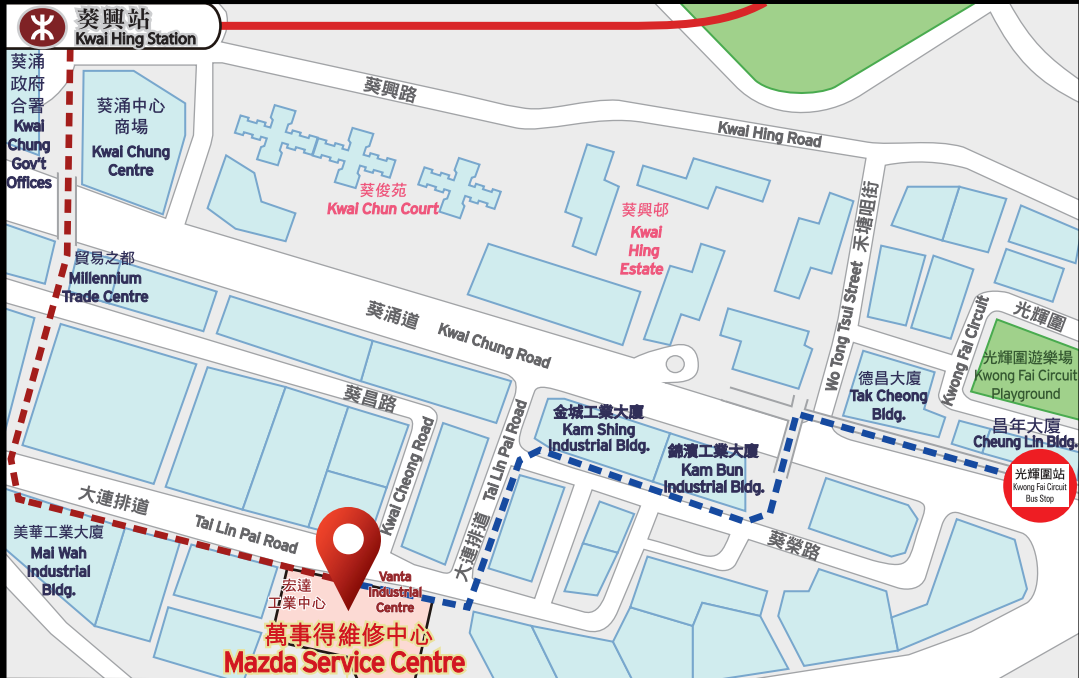 葵興站
Kwai Hing Station
葵涌
政府
合署
Kwai
Chung
Gov't
Offices
葵涌中心
商場
Kwai Chung
Centre
葵興路
Kwai Hing Road
葵俊苑
Kwai Chun Court
葵興邨
Kwai
Hing
Estate
禾塘咀街
Wo Tong Tsui Street
貿易之都
Millennium
Trade Centre
葵涌道
Kwai Chung Road
光輝圍
Kwong Fai Circuit
光輝圍遊樂場
Kwong Fai Circuit
Playground
德昌大廈
Tak Cheong
Bldg.
昌年大廈
Cheung Lin Bldg.
光輝圍站
Kwong Fai Circuit
Bus Stop
葵昌路
Kwai Cheong Road
大連排道 Tai Lin Pai Road
金城工業大廈
Kam Shing
Industrial Bldg.
錦濱工業大廈
Kam Bun
Industrial Bldg.
葵榮路
大連排道
Tai Lin Pai Road
美華工業大廈
Mai Wah
Industrial
Bldg.
宏達
工業中心
Vanta
Industrial
Centre
萬事得維修中心
Mazda Service Centre